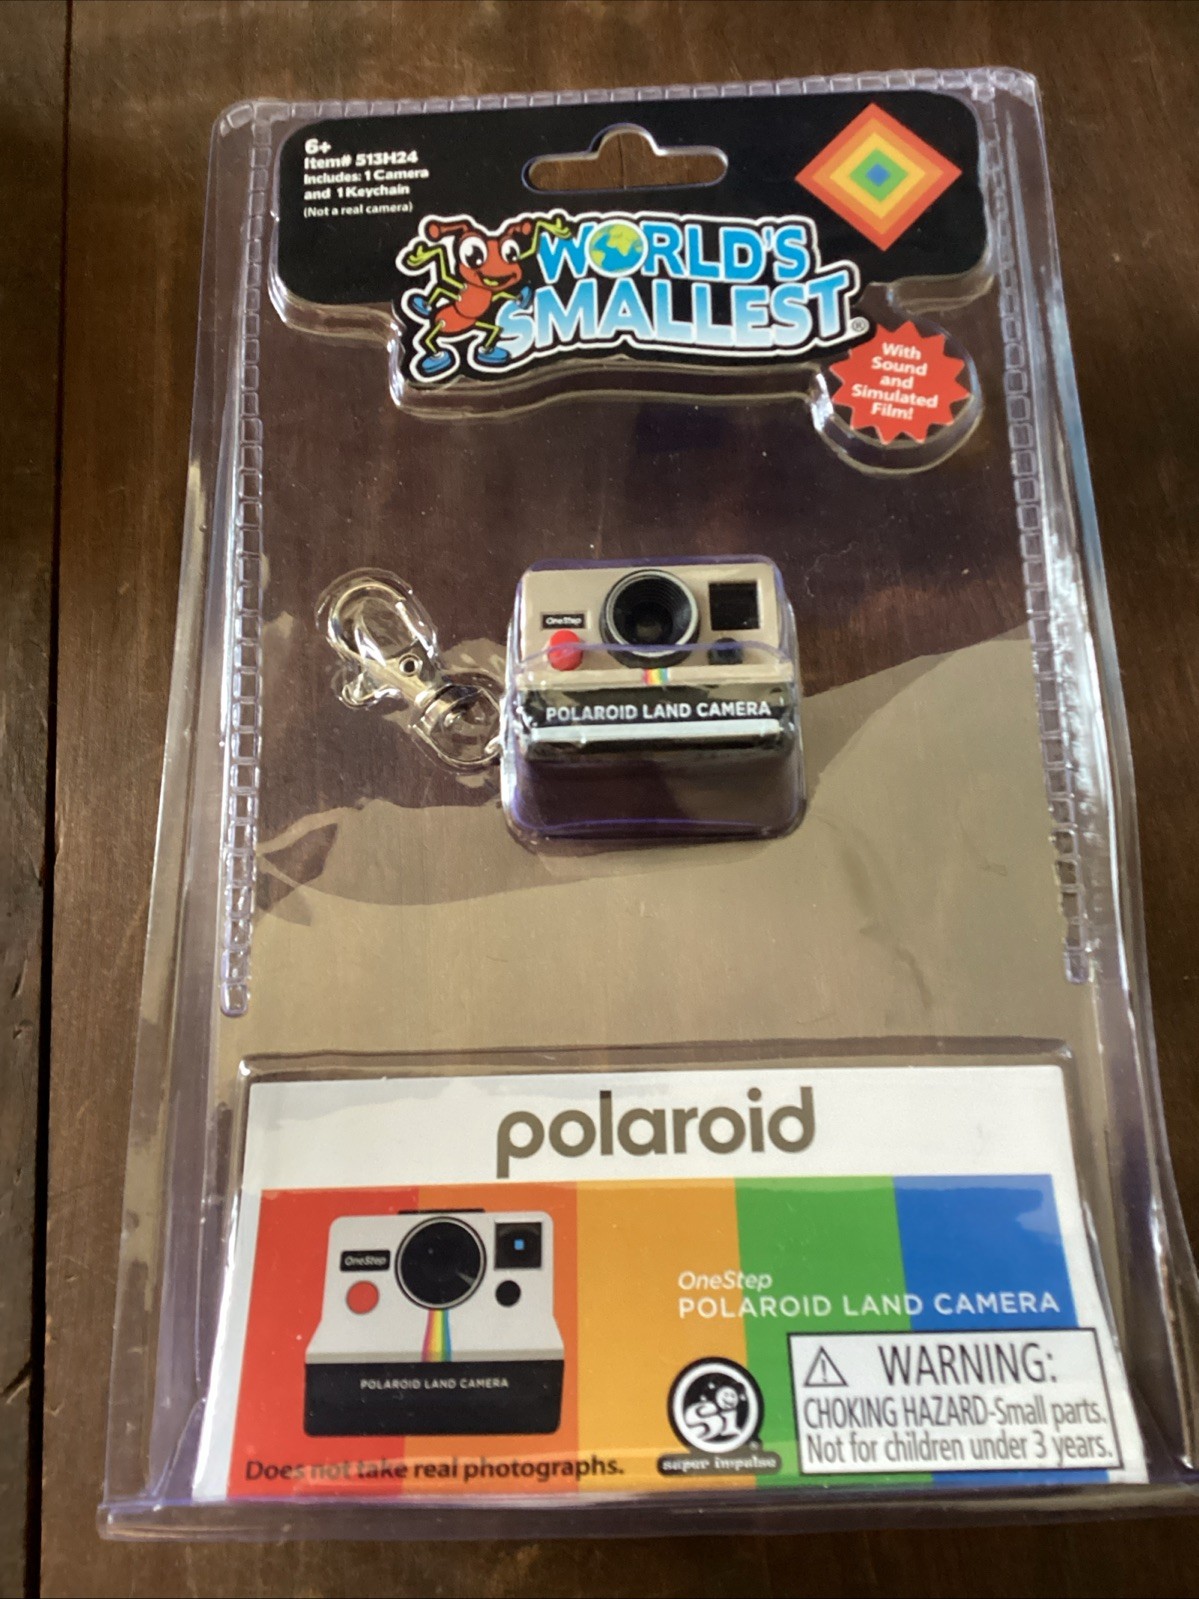 6+
Item# 513H24
Includes: 1 Camera
and 1 Keychain
(Not a real camera)
WORLD'S
SMALLEST®
With
Sound
and
Simulated
Film!
OneStep
POLAROID LAND CAMERA
polaroid
OneStep
POLAROID LAND CAMERA
OneStep
POLAROID LAND CAMERA
Does not take real photographs.
super impulse
WARNING:
CHOKING HAZARD-Small parts.
Not for children under 3 years.